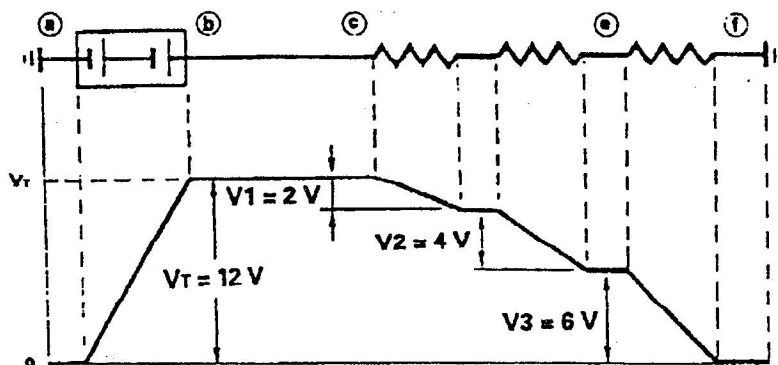 a b c e f
VT
V1 = 2 V
V2 = 4 V
VT = 12 V
V3 = 6 V
0